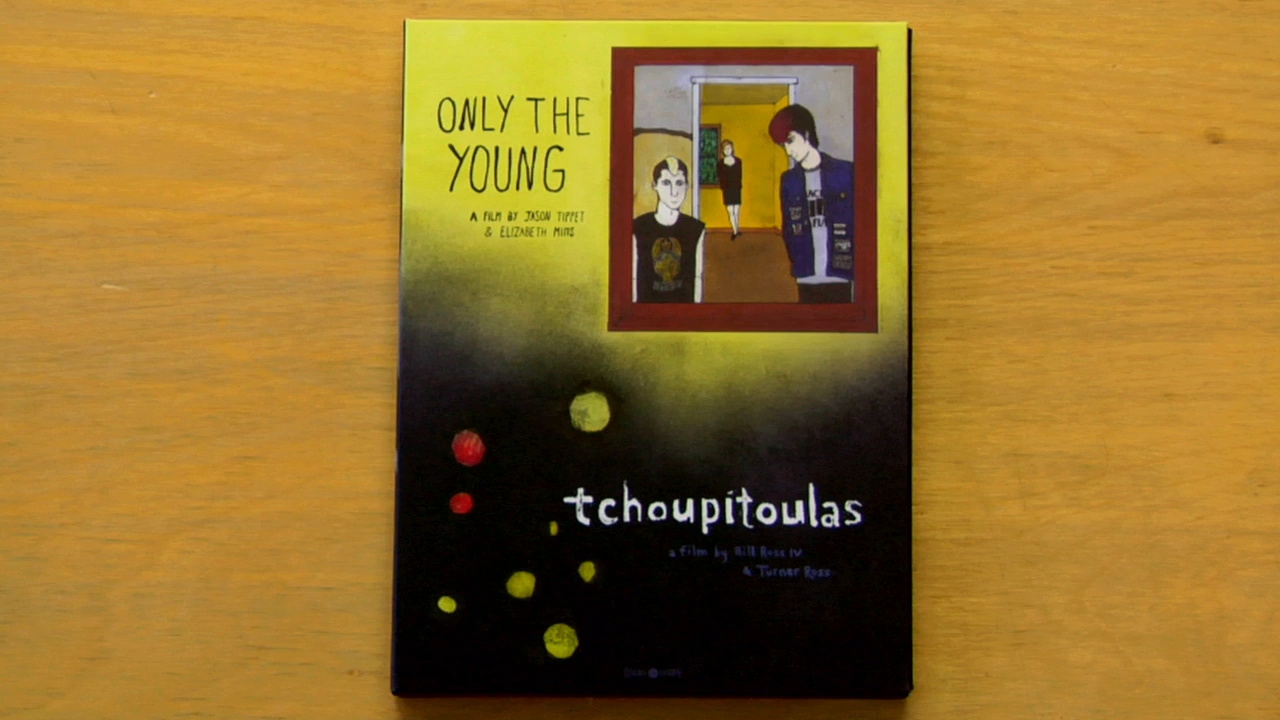 ONLY THE
YOUNG
A FILM BY JASON TIPPET
& ELIZABETH MIMS
tchoupitoulas
a film by Bill Ross IV
& Turner Ross